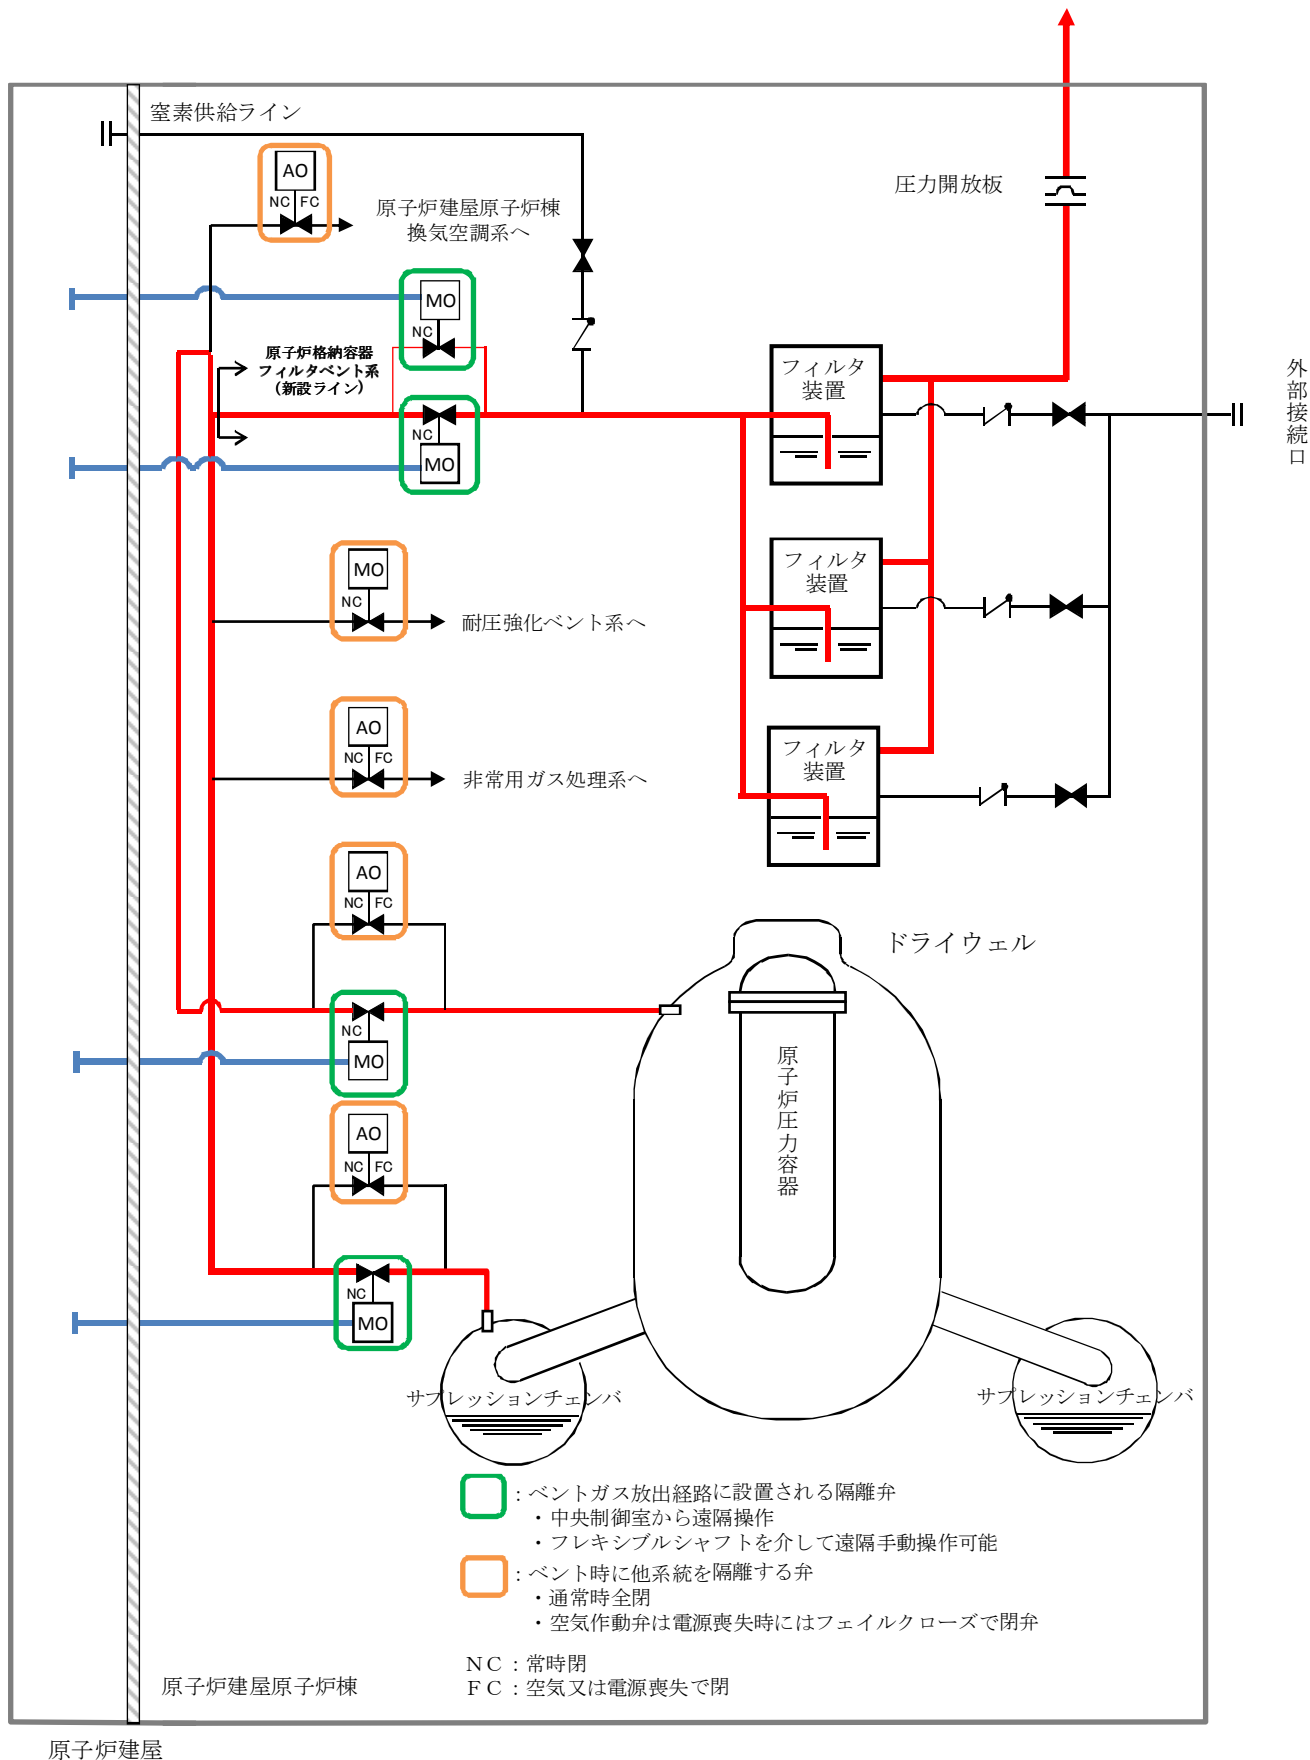 窒素供給ライン
AO
NC FC
原子炉建屋原子炉棟
換気空調系へ
圧力開放板
MO
NC
原子炉格納容器
フィルタベント系
(新設ライン)
NC
MO
フィルタ
装置
外部接続口
MO
NC
耐圧強化ベント系へ
フィルタ
装置
AO
NC FC
非常用ガス処理系へ
フィルタ
装置
AO
NC FC
ドライウェル
NC
MO
原子炉圧力容器
AO
NC FC
NC
MO
サプレッションチェンバ
サプレッションチェンバ
：ベントガス放出経路に設置される隔離弁
・中央制御室から遠隔操作
・フレキシブルシャフトを介して遠隔手動操作可能
：ベント時に他系統を隔離する弁
・通常時全閉
・空気作動弁は電源喪失時にはフェイルクローズで閉弁
ＮＣ：常時閉
ＦＣ：空気又は電源喪失で閉
原子炉建屋原子炉棟
原子炉建屋